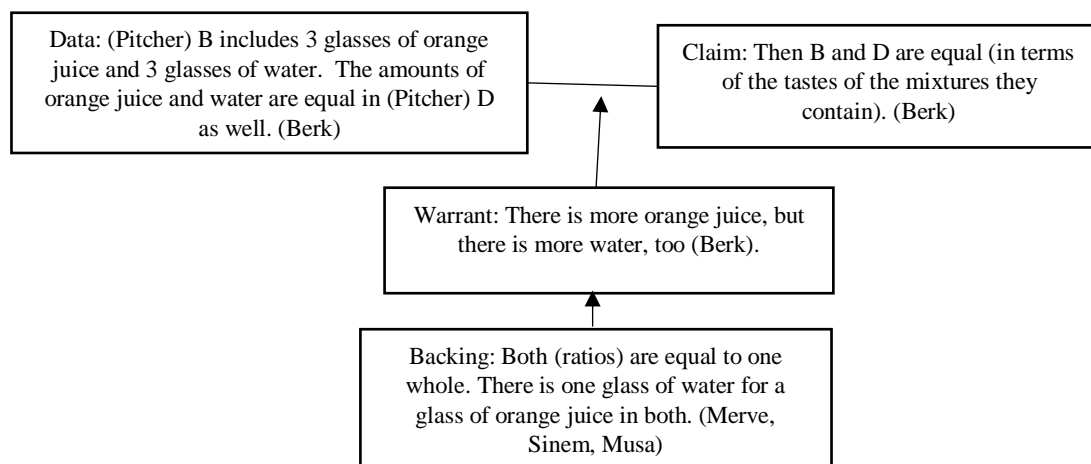 Data: (Pitcher) B includes 3 glasses of orange
juice and 3 glasses of water.  The amounts of
orange juice and water are equal in (Pitcher) D
as well. (Berk)
Claim: Then B and D are equal (in terms
of the tastes of the mixtures they
contain). (Berk)
Warrant: There is more orange juice, but
there is more water, too (Berk).
Backing: Both (ratios) are equal to one
whole. There is one glass of water for a
glass of orange juice in both. (Merve,
Sinem, Musa)